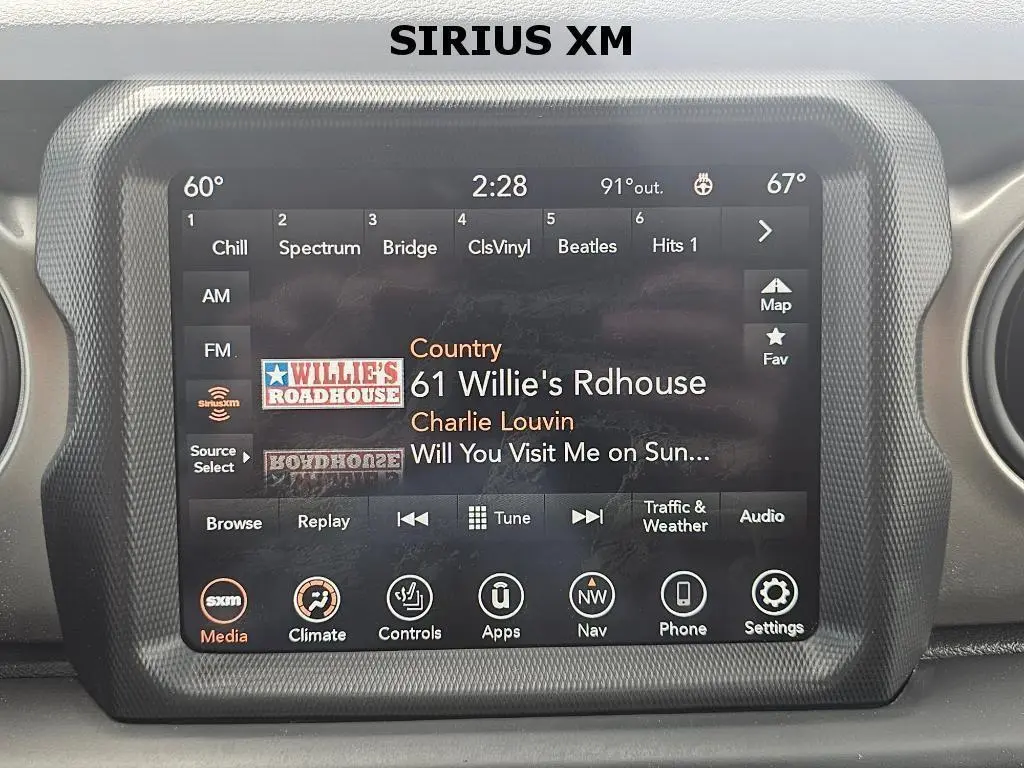 SIRIUS XM
60°
2:28
91°out.
67°
1
2
3
4
5
6
Chill
Spectrum
Bridge
ClsVinyl
Beatles
Hits 1
AM
Map
FM
Fav
SiriusXM
Source
Select
WILLIE'S
ROADHOUSE
Country
61 Willie's Rdhouse
Charlie Louvin
Will You Visit Me on Sun...
Browse
Replay
Tune
Traffic &
Weather
Audio
sxm
Media
Climate
Controls
u
Apps
NW
Nav
Phone
Settings